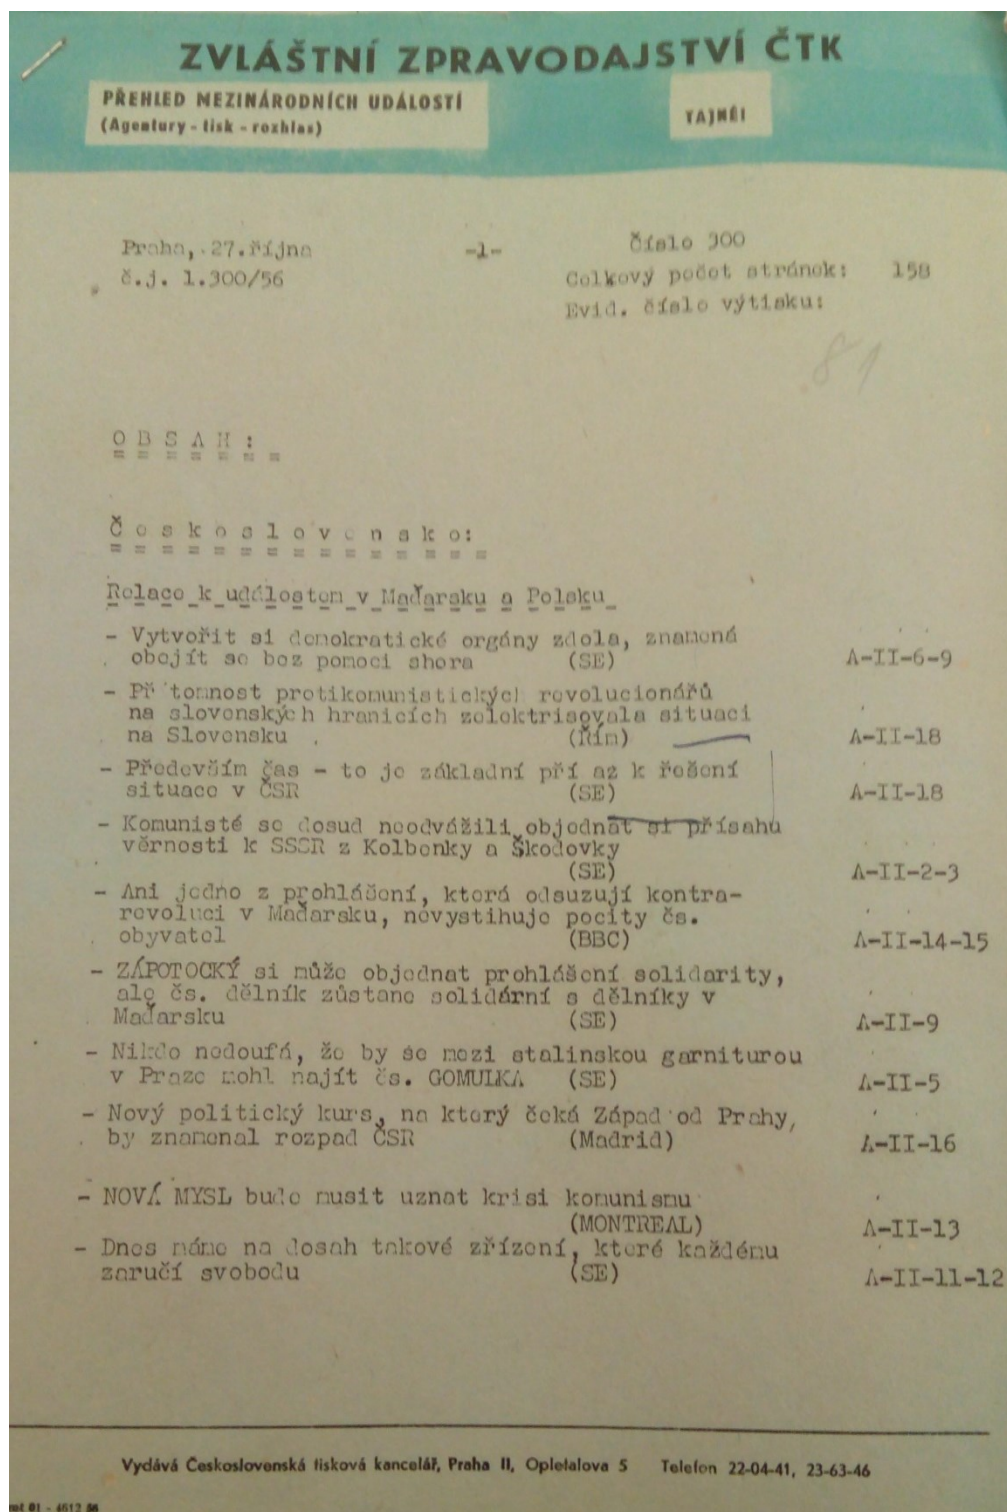 ZVLÁŠTNÍ ZPRAVODAJSTVÍ ČTK
PŘEHLED MEZINÁRODNÍCH UDÁLOSTÍ
(Agentury - tisk - rozhlas)
TAJNÉ!
Praha, 27.října -1- Číslo 300
č.j. 1.300/56 Celkový počet stránek: 158
Evid. číslo výtisku:
81
O B S A H :
Č e s k o s l o v e n s k o:
Relace k událostem v Maďarsku a Polsku
- Vytvořit si demokratické orgány zdola, znamená
obejít se bez pomoci shora (SE) A-II-6-9
- Př tomnost protikomunistických revolucionářů
na slovenských hranicích zelektrisovala situaci
na Slovensku (Řím) A-II-18
- Především čas - to je základní pří az k řešení
situace v ČSR (SE) A-II-18
- Komunisté se dosud neodvážili objednat si přísahu
věrnosti k SSSR z Kolbenky a Škodovky
(SE) A-II-2-3
- Ani jedno z prohlášení, která odsuzují kontra-
revoluci v Maďarsku, nevystihuje pocity čs.
obyvatel (BBC) A-II-14-15
- ZÁPOTOCKÝ si může objednat prohlášení solidarity,
ale čs. dělník zůstane solidární s dělníky v
Maďarsku (SE) A-II-9
- Nikdo nedoufá, že by se mezi stalinskou garniturou
v Praze mohl najít čs. GOMULKA (SE) A-II-5
- Nový politický kurs, na který čeká Západ od Prahy,
by znamenal rozpad ČSR (Madrid) A-II-16
- NOVÁ MYSL bude muset uznat krisi komunismu
(MONTREAL) A-II-13
- Dnes máme na dosah takové zřízení, které každému
zaručí svobodu (SE) A-II-11-12
Vydává Československá tisková kancelář, Praha II, Opletalova 5 Telefon 22-04-41, 23-63-46
01 - 4612 56